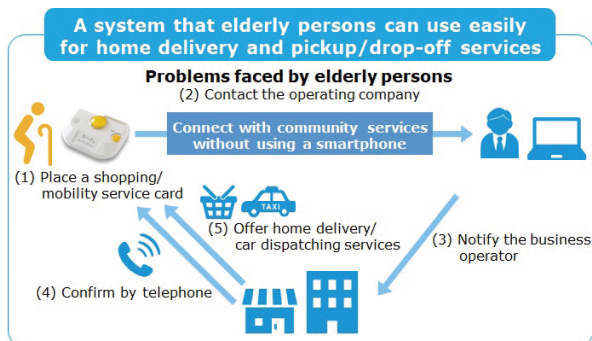 A system that elderly persons can use easily
for home delivery and pickup/drop-off services
Problems faced by elderly persons
(2) Contact the operating company
Connect with community services
without using a smartphone
(1) Place a shopping/
mobility service card
TAXI
(5) Offer home delivery/
car dispatching services
(3) Notify the business
operator
(4) Confirm by telephone